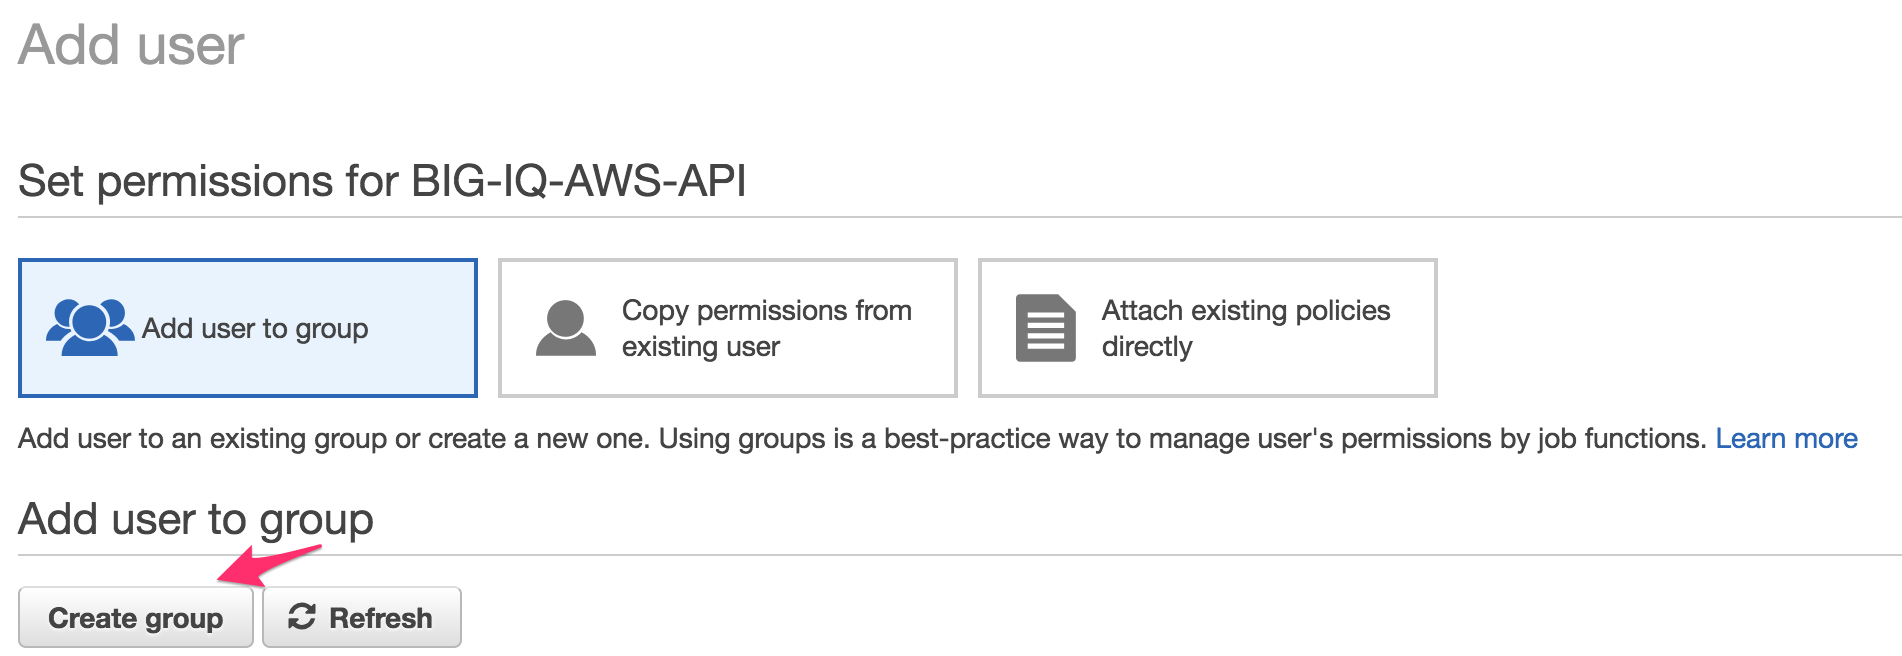 Add user
Set permissions for BIG-IQ-AWS-API
Add user to group
Copy permissions from
existing user
Attach existing policies
directly
Add user to an existing group or create a new one. Using groups is a best-practice way to manage user's permissions by job functions. Learn more
Add user to group
Create group
Refresh